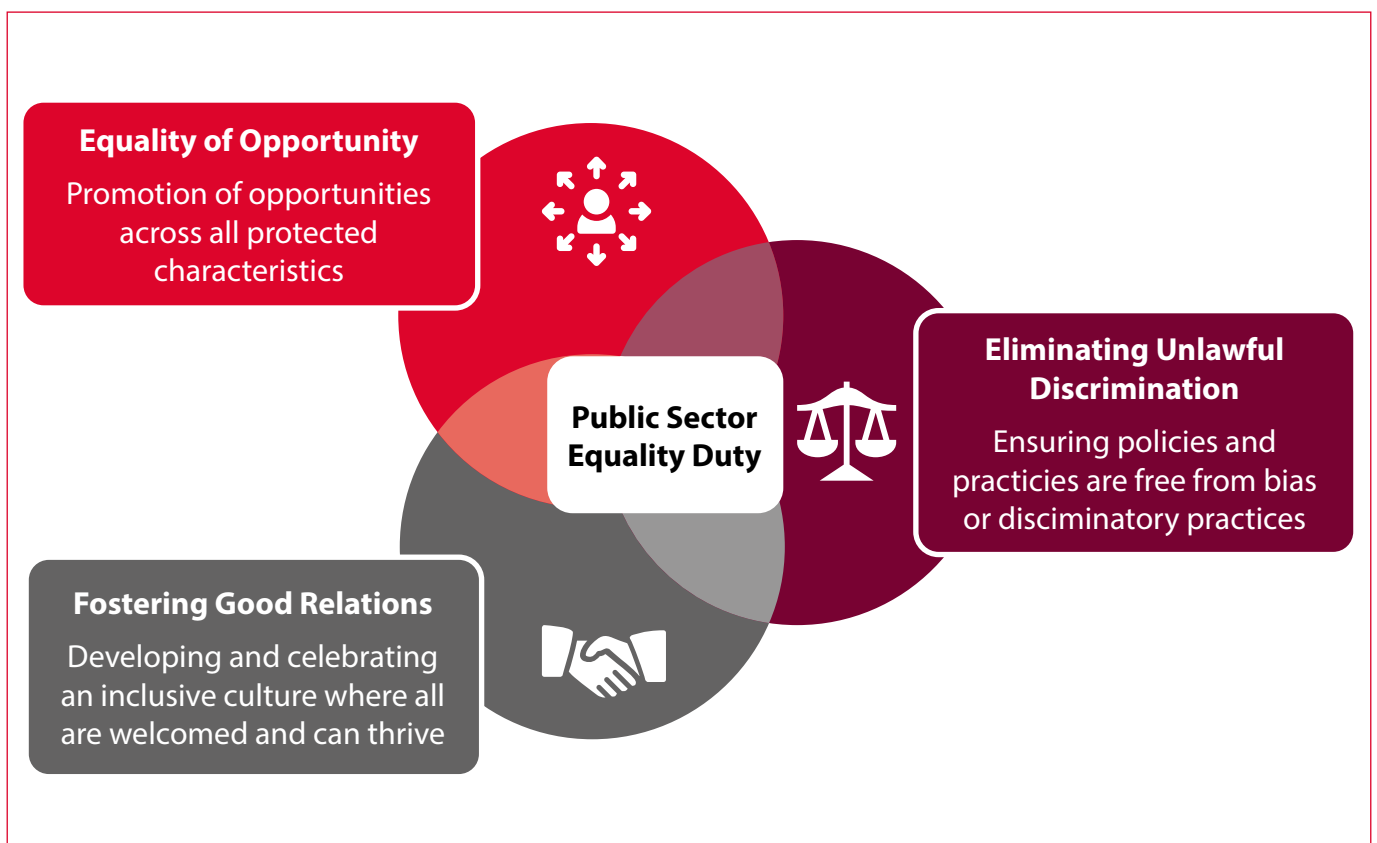 Equality of Opportunity
Promotion of opportunities
across all protected
characteristics
Eliminating Unlawful
Discrimination
Ensuring policies and
practicies are free from bias
or disciminatory practices
Public Sector
Equality Duty
Fostering Good Relations
Developing and celebrating
an inclusive culture where all
are welcomed and can thrive